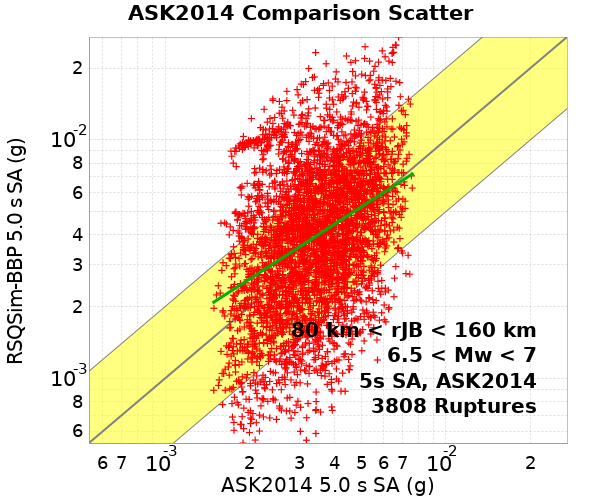 ASK2014 Comparison Scatter
RSQSim-BBP 5.0 s SA (g)
2
10-2
8
6
4
3
2
10-3
8
6
80 km < rJB < 160 km
6.5 < Mw < 7
5s SA, ASK2014
3808 Ruptures
6 7 10-3 2 3 4 5 6 7 10-2 2
ASK2014 5.0 s SA (g)